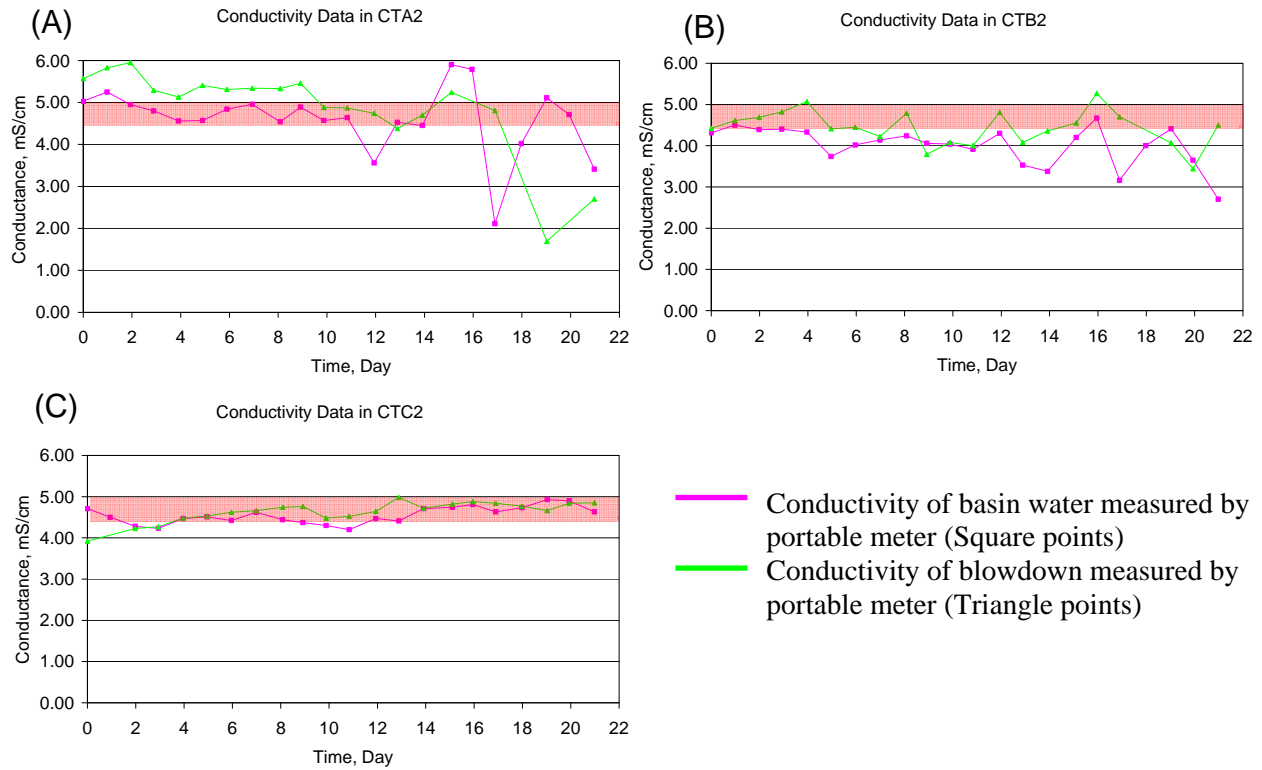 (A)
Conductivity Data in CTA2
6.00
5.00
4.00
3.00
2.00
1.00
0.00
Conductance, mS/cm
0 2 4 6 8 10 12 14 16 18 20 22
Time, Day
(B)
Conductivity Data in CTB2
6.00
5.00
4.00
3.00
2.00
1.00
0.00
Conductance, mS/cm
0 2 4 6 8 10 12 14 16 18 20 22
Time, Day
(C)
Conductivity Data in CTC2
6.00
5.00
4.00
3.00
2.00
1.00
0.00
Conductance, mS/cm
0 2 4 6 8 10 12 14 16 18 20 22
Time, Day
Conductivity of basin water measured by
portable meter (Square points)
Conductivity of blowdown measured by
portable meter (Triangle points)